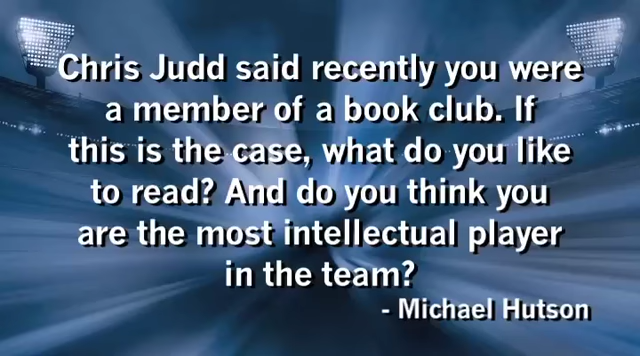 Chris Judd said recently you were
a member of a book club. If
this is the case, what do you like
to read? And do you think you
are the most intellectual player
in the team?
- Michael Hutson